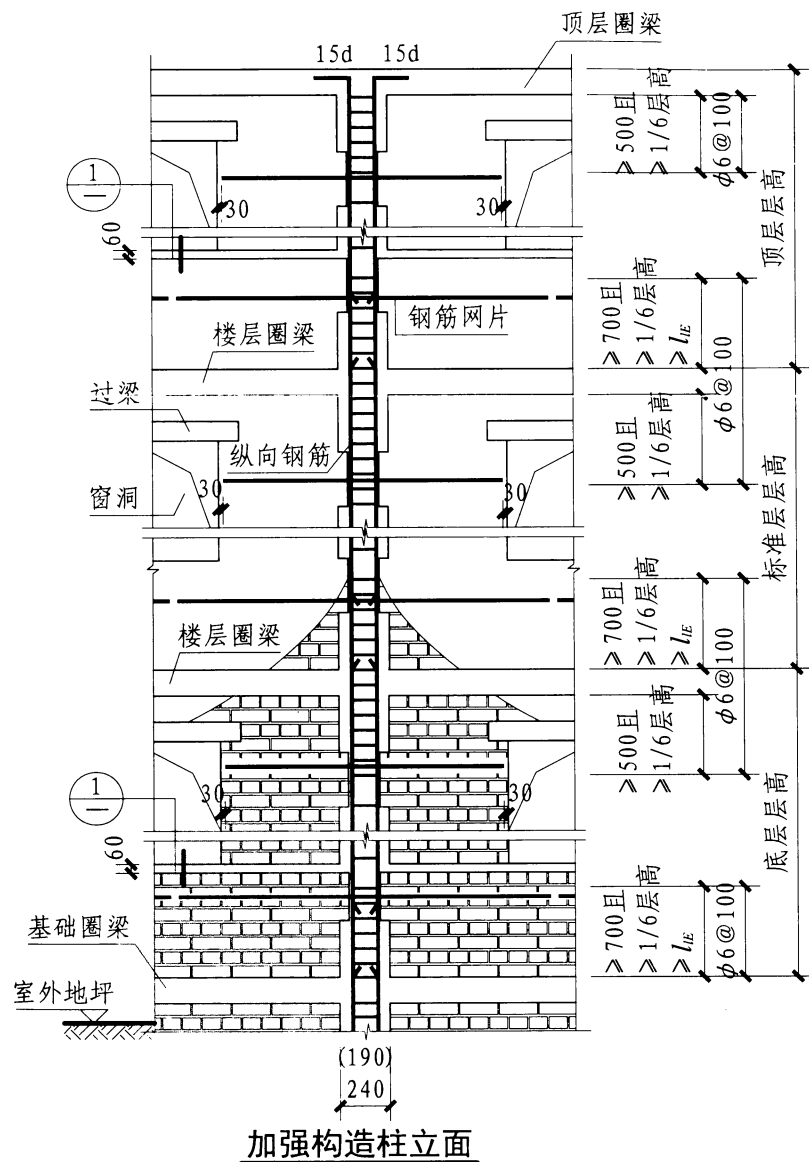 顶层圈梁
15d 15d
≥500且
≥1/6层高
φ6@100
顶层层高
1
30 30
60
钢筋网片
≥700且
≥1/6层高
≥llE
φ6@100
楼层圈梁
过梁
纵向钢筋
窗洞
30 30
≥500且
≥1/6层高
标准层层高
≥700且
≥1/6层高
≥llE
φ6@100
楼层圈梁
≥500且
≥1/6层高
1
30 30
60
底层层高
≥700且
≥1/6层高
≥llE
φ6@100
基础圈梁
室外地坪
(190)
240
加强构造柱立面